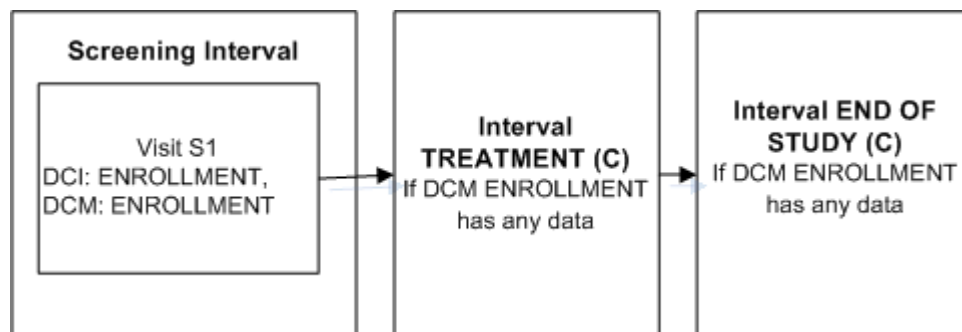 Screening Interval
Visit S1
DCI: ENROLLMENT,
DCM: ENROLLMENT
Interval
TREATMENT (C)
If DCM ENROLLMENT
has any data
Interval END OF
STUDY (C)
If DCM ENROLLMENT
has any data